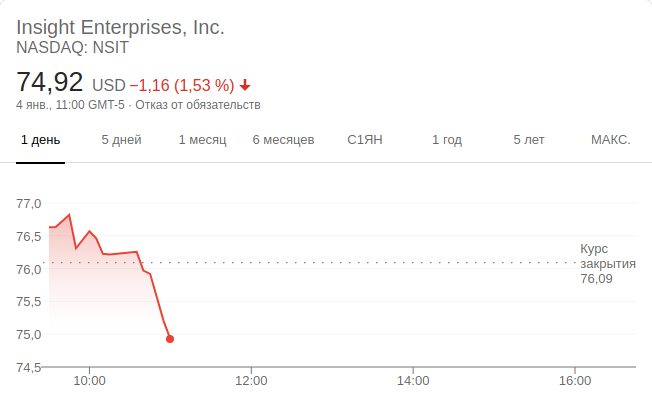 Insight Enterprises, Inc.
NASDAQ: NSIT
74,92 USD −1,16 (1,53 %)
4 янв., 11:00 GMT-5 · Отказ от обязательств
1 день 5 дней 1 месяц 6 месяцев С1ЯН 1 год 5 лет МАКС.
77,0
76,5
Курс
закрытия
76,09
76,0
75,5
75,0
74,5
10:00 12:00 14:00 16:00